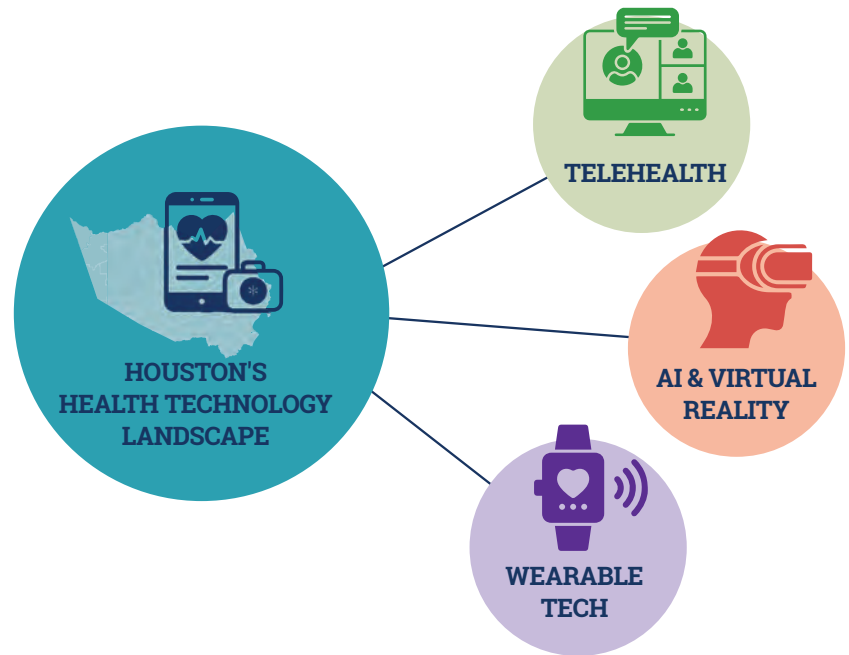 HOUSTON'S
HEALTH TECHNOLOGY
LANDSCAPE
TELEHEALTH
AI & VIRTUAL
REALITY
WEARABLE
TECH